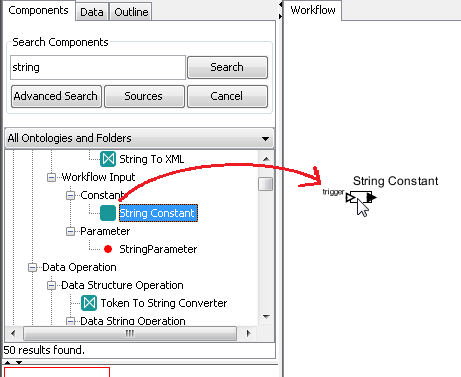 Components Data Outline
Workflow
Search Components
string Search
Advanced Search Sources Cancel
All Ontologies and Folders
String To XML
Workflow Input
Constant
String Constant
Parameter
StringParameter
Data Operation
Data Structure Operation
Token To String Converter
Data String Operation
50 results found.
String Constant
trigger